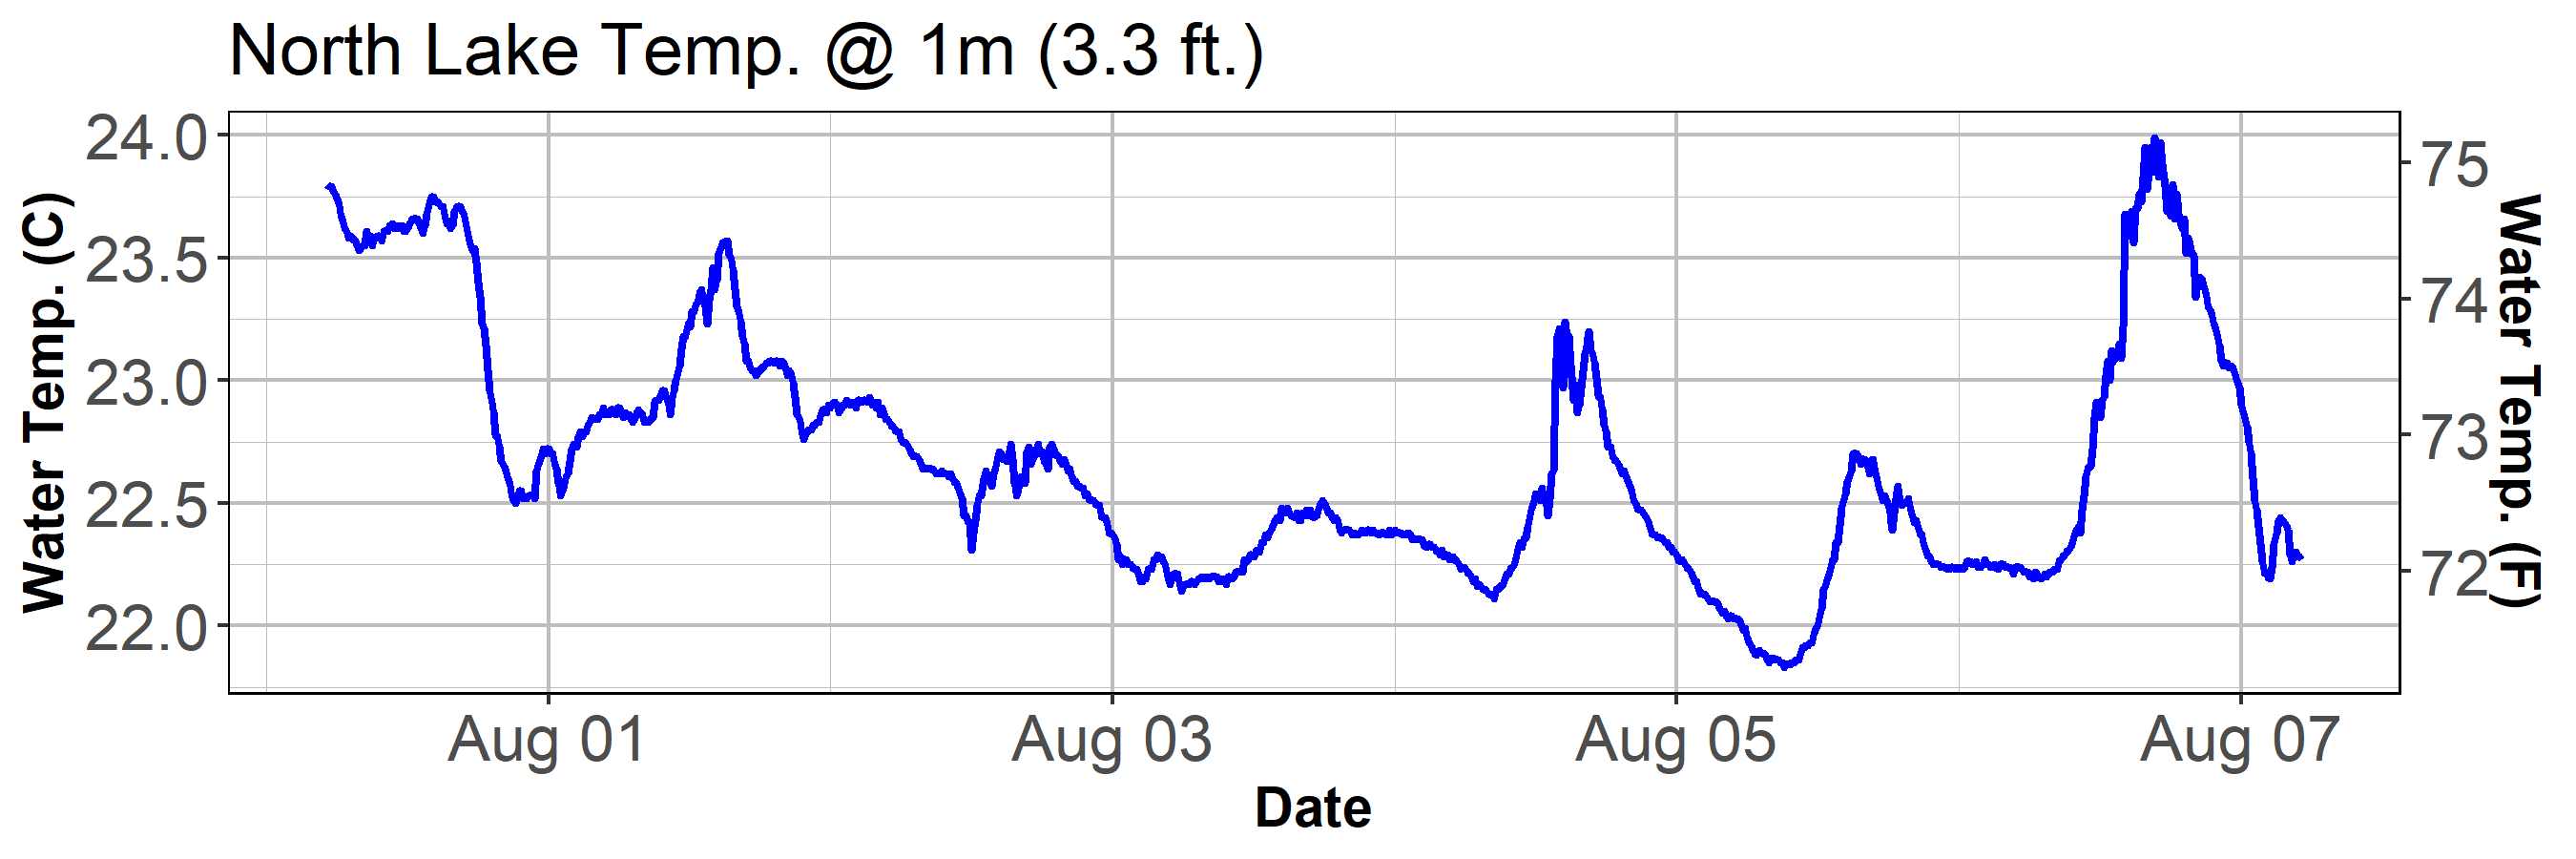 North Lake Temp. @ 1m (3.3 ft.)
Water Temp. (C)
24.0
23.5
23.0
22.5
22.0
75
74
73
72
Water Temp. (F)
Aug 01
Aug 03
Aug 05
Aug 07
Date